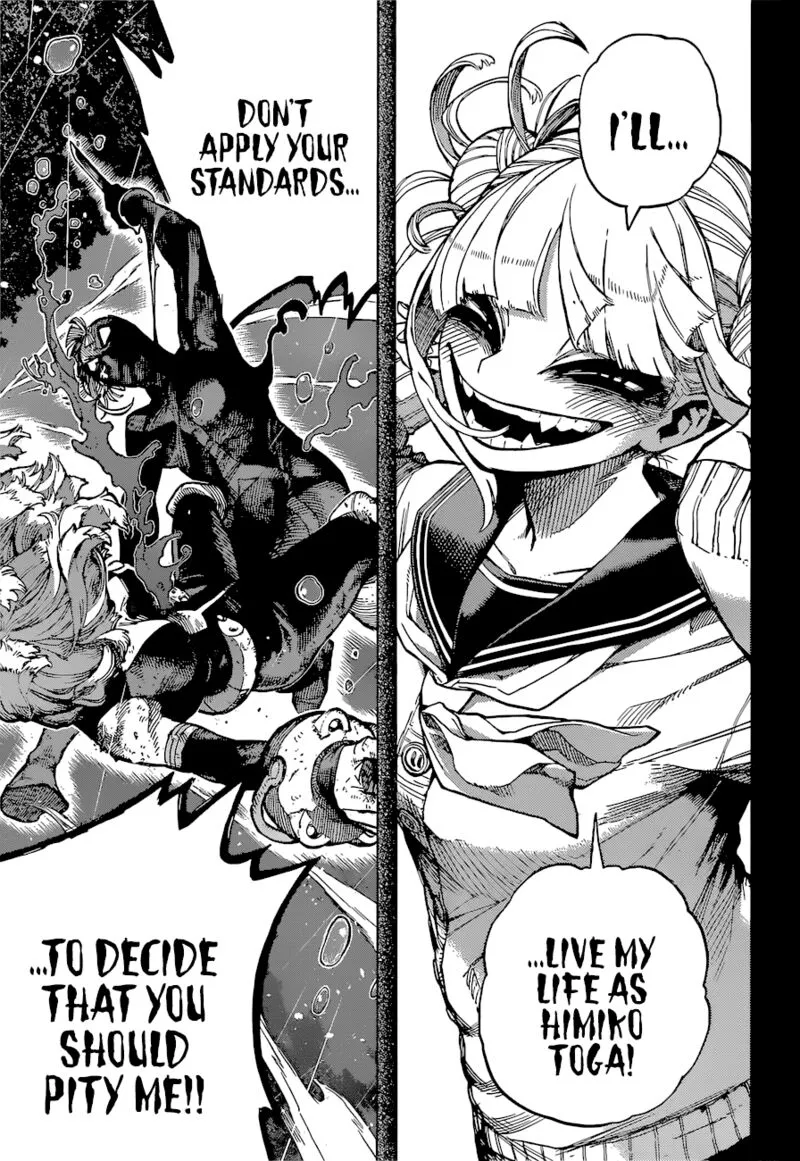 I'LL...
...LIVE MY
LIFE AS
HIMIKO
TOGA!
DON'T
APPLY YOUR
STANDARDS...
...TO DECIDE
THAT YOU
SHOULD
PITY ME!!